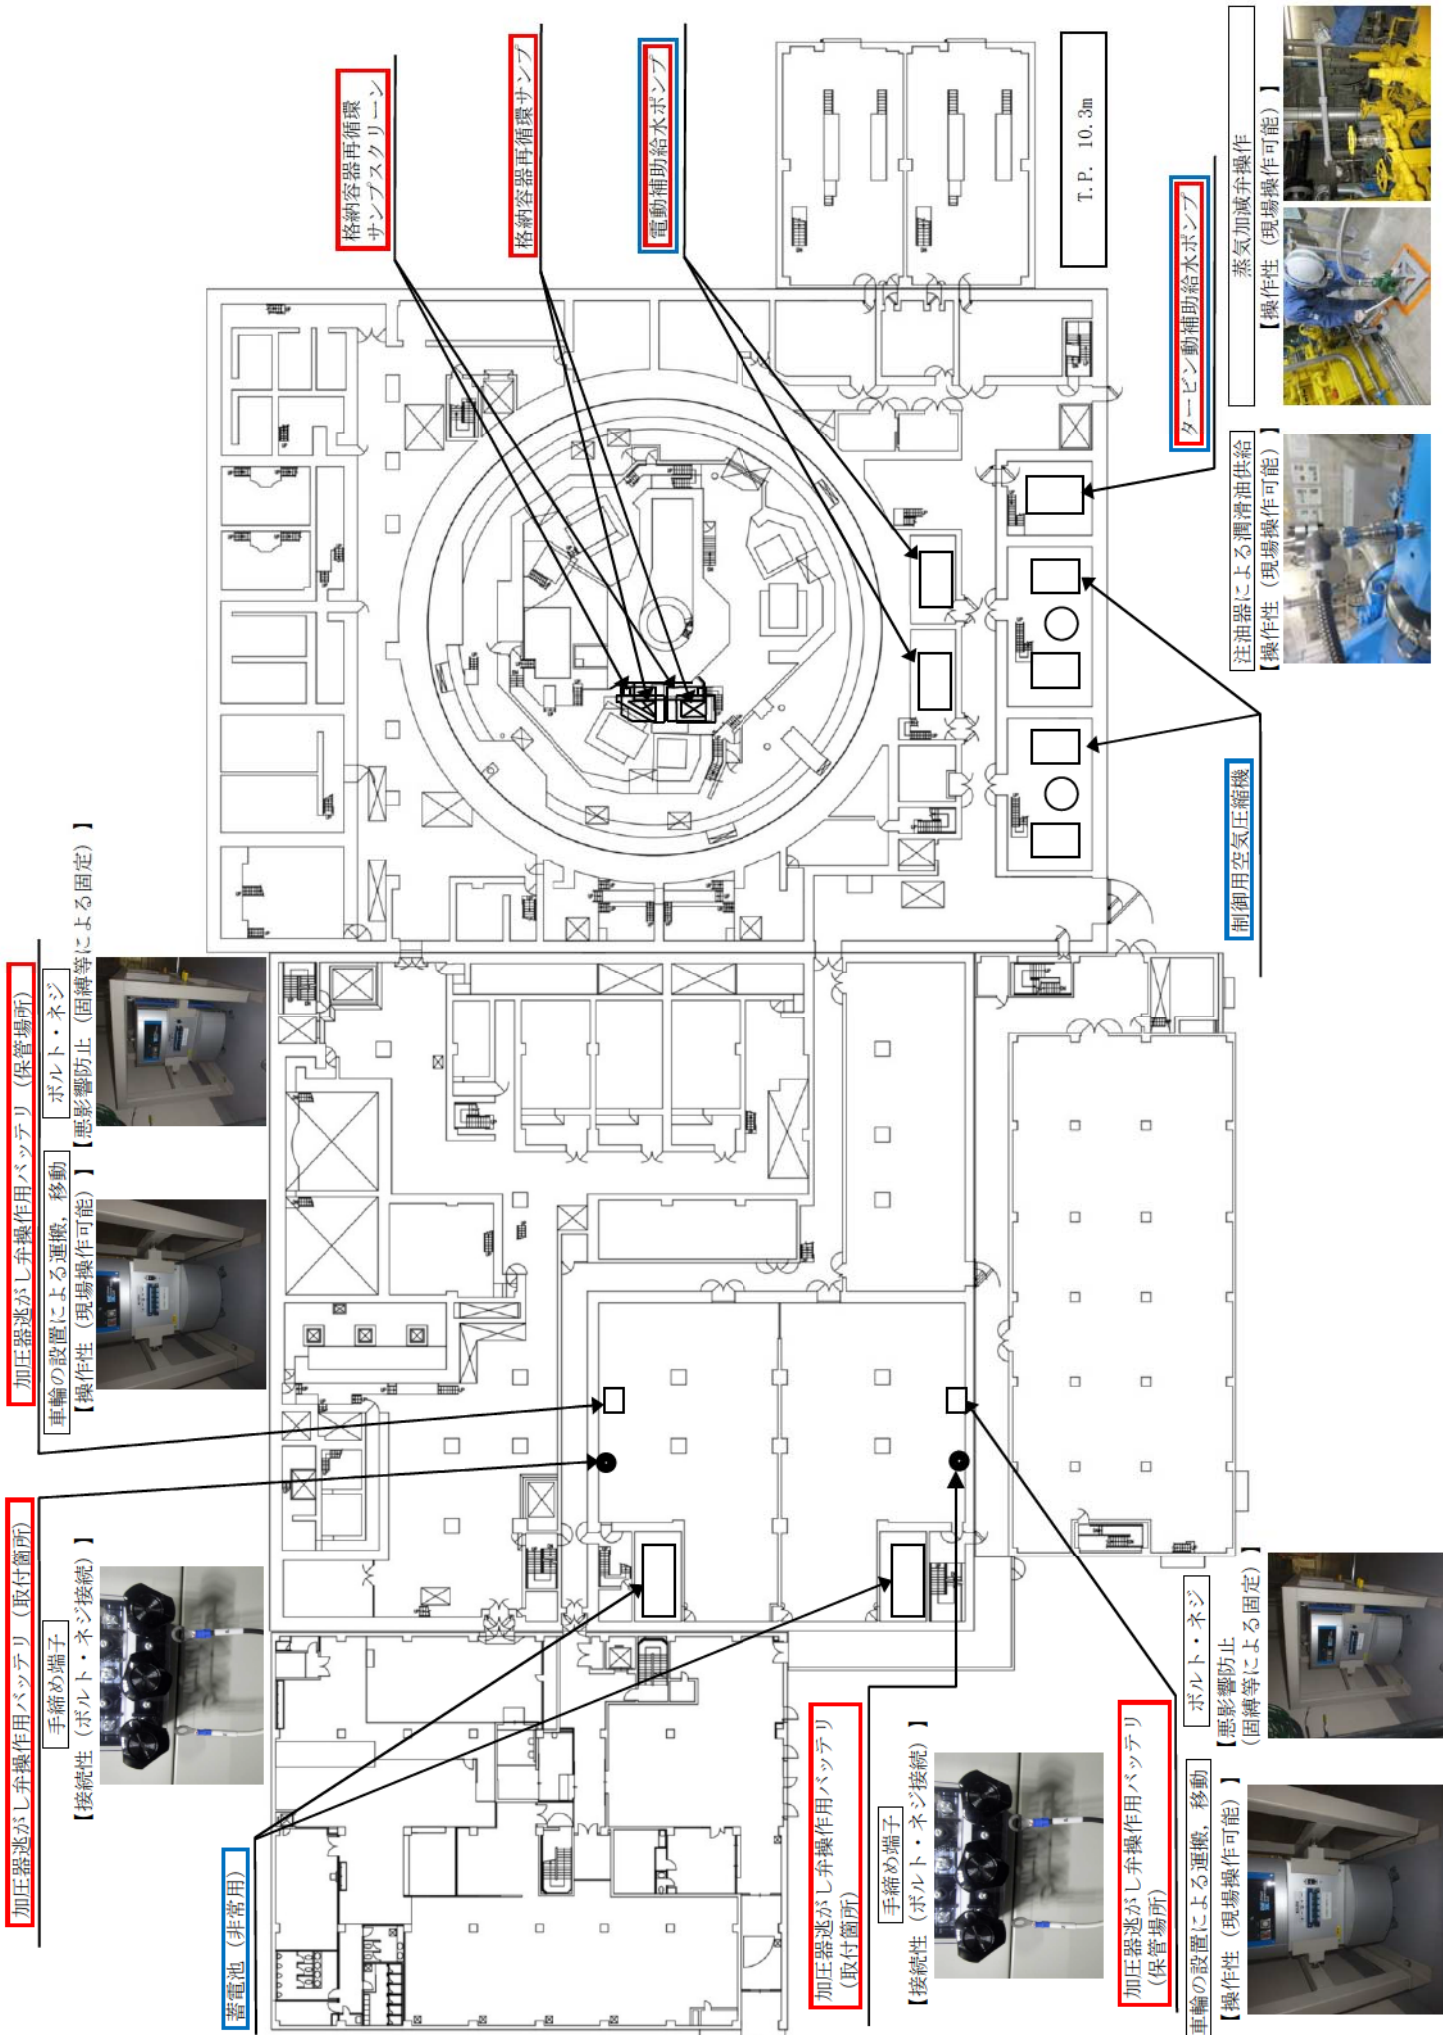 加圧器逃がし弁操作用バッテリ（取付箇所）
手締め端子
【接続性（ボルト・ネジ接続）】
加圧器逃がし弁操作用バッテリ（保管場所）
車輪の設置による運搬，移動
【操作性（現場操作可能）】
ボルト・ネジ
【悪影響防止（固縛等による固定）】
格納容器再循環
サンプスクリーン
格納容器再循環サンプ
電動補助給水ポンプ
T.P. 10.3m
蓄電池（非常用）
加圧器逃がし弁操作用バッテリ
（取付箇所）
手締め端子
【接続性（ボルト・ネジ接続）】
加圧器逃がし弁操作用バッテリ
（保管場所）
車輪の設置による運搬，移動
【操作性（現場操作可能）】
ボルト・ネジ
【悪影響防止
（固縛等による固定）】
制御用空気圧縮機
タービン動補助給水ポンプ
注油器による潤滑油供給
【操作性（現場操作可能）】
蒸気加減弁操作
【操作性（現場操作可能）】